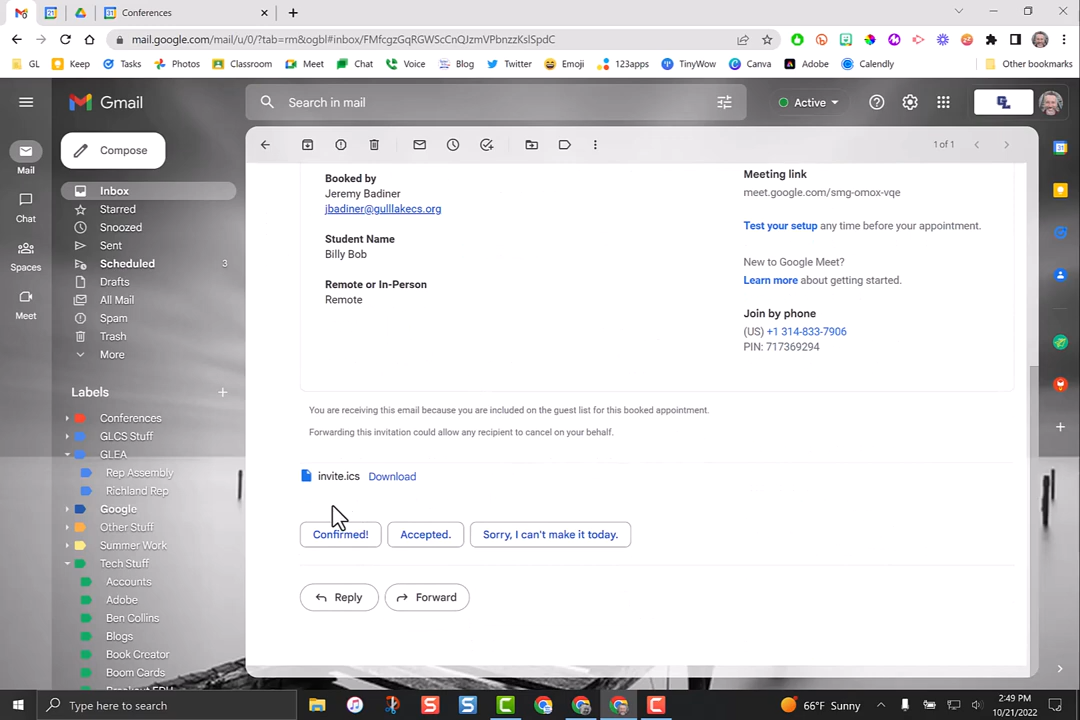 Conferences
mail.google.com/mail/u/0/?tab=rm&ogbl#inbox/FMfcgzGqRGWScCnQJzmVPbnzzKslSpdC
GL
Keep
Tasks
Photos
Classroom
Meet
Chat
Voice
Blog
Twitter
Emoji
123apps
TinyWow
Canva
Adobe
Calendly
Other bookmarks
Gmail
Search in mail
Active
Compose
1 of 1
Mail
Chat
Spaces
Meet
Inbox
Starred
Snoozed
Sent
Scheduled 3
Drafts
All Mail
Spam
Trash
More
Labels
Conferences
GLCS Stuff
GLEA
Rep Assembly
Richland Rep
Google
Other Stuff
Summer Work
Tech Stuff
Accounts
Adobe
Ben Collins
Blogs
Book Creator
Boom Cards
Breakout EDU
Booked by
Jeremy Badiner
jbadiner@gulllakecs.org
Student Name
Billy Bob
Remote or In-Person
Remote
Meeting link
meet.google.com/smg-omox-vqe
Test your setup any time before your appointment.
New to Google Meet?
Learn more about getting started.
Join by phone
(US) +1 314-833-7906
PIN: 717369294
You are receiving this email because you are included on the guest list for this booked appointment.
Forwarding this invitation could allow any recipient to cancel on your behalf.
invite.ics Download
Confirmed!
Accepted.
Sorry, I can't make it today.
Reply
Forward
Type here to search
66°F Sunny
2:49 PM
10/21/2022